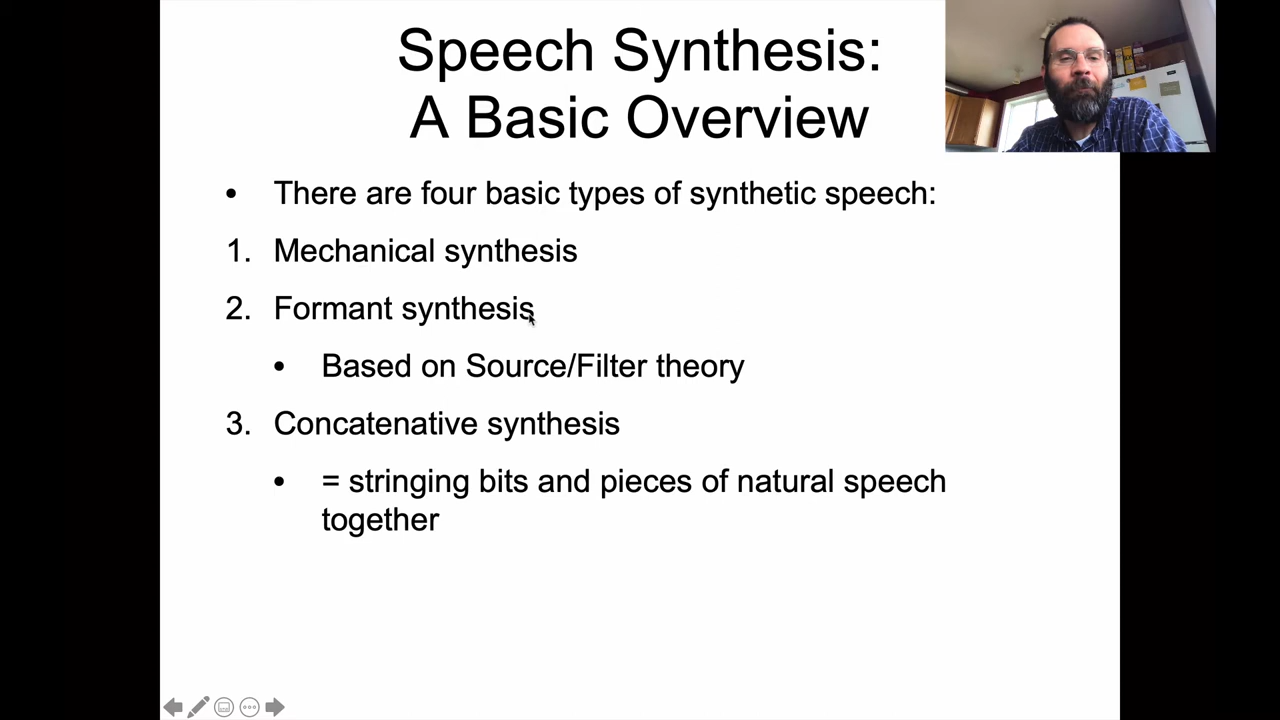 Speech Synthesis:
A Basic Overview
• There are four basic types of synthetic speech:
1. Mechanical synthesis
2. Formant synthesis
• Based on Source/Filter theory
3. Concatenative synthesis
• = stringing bits and pieces of natural speech
together